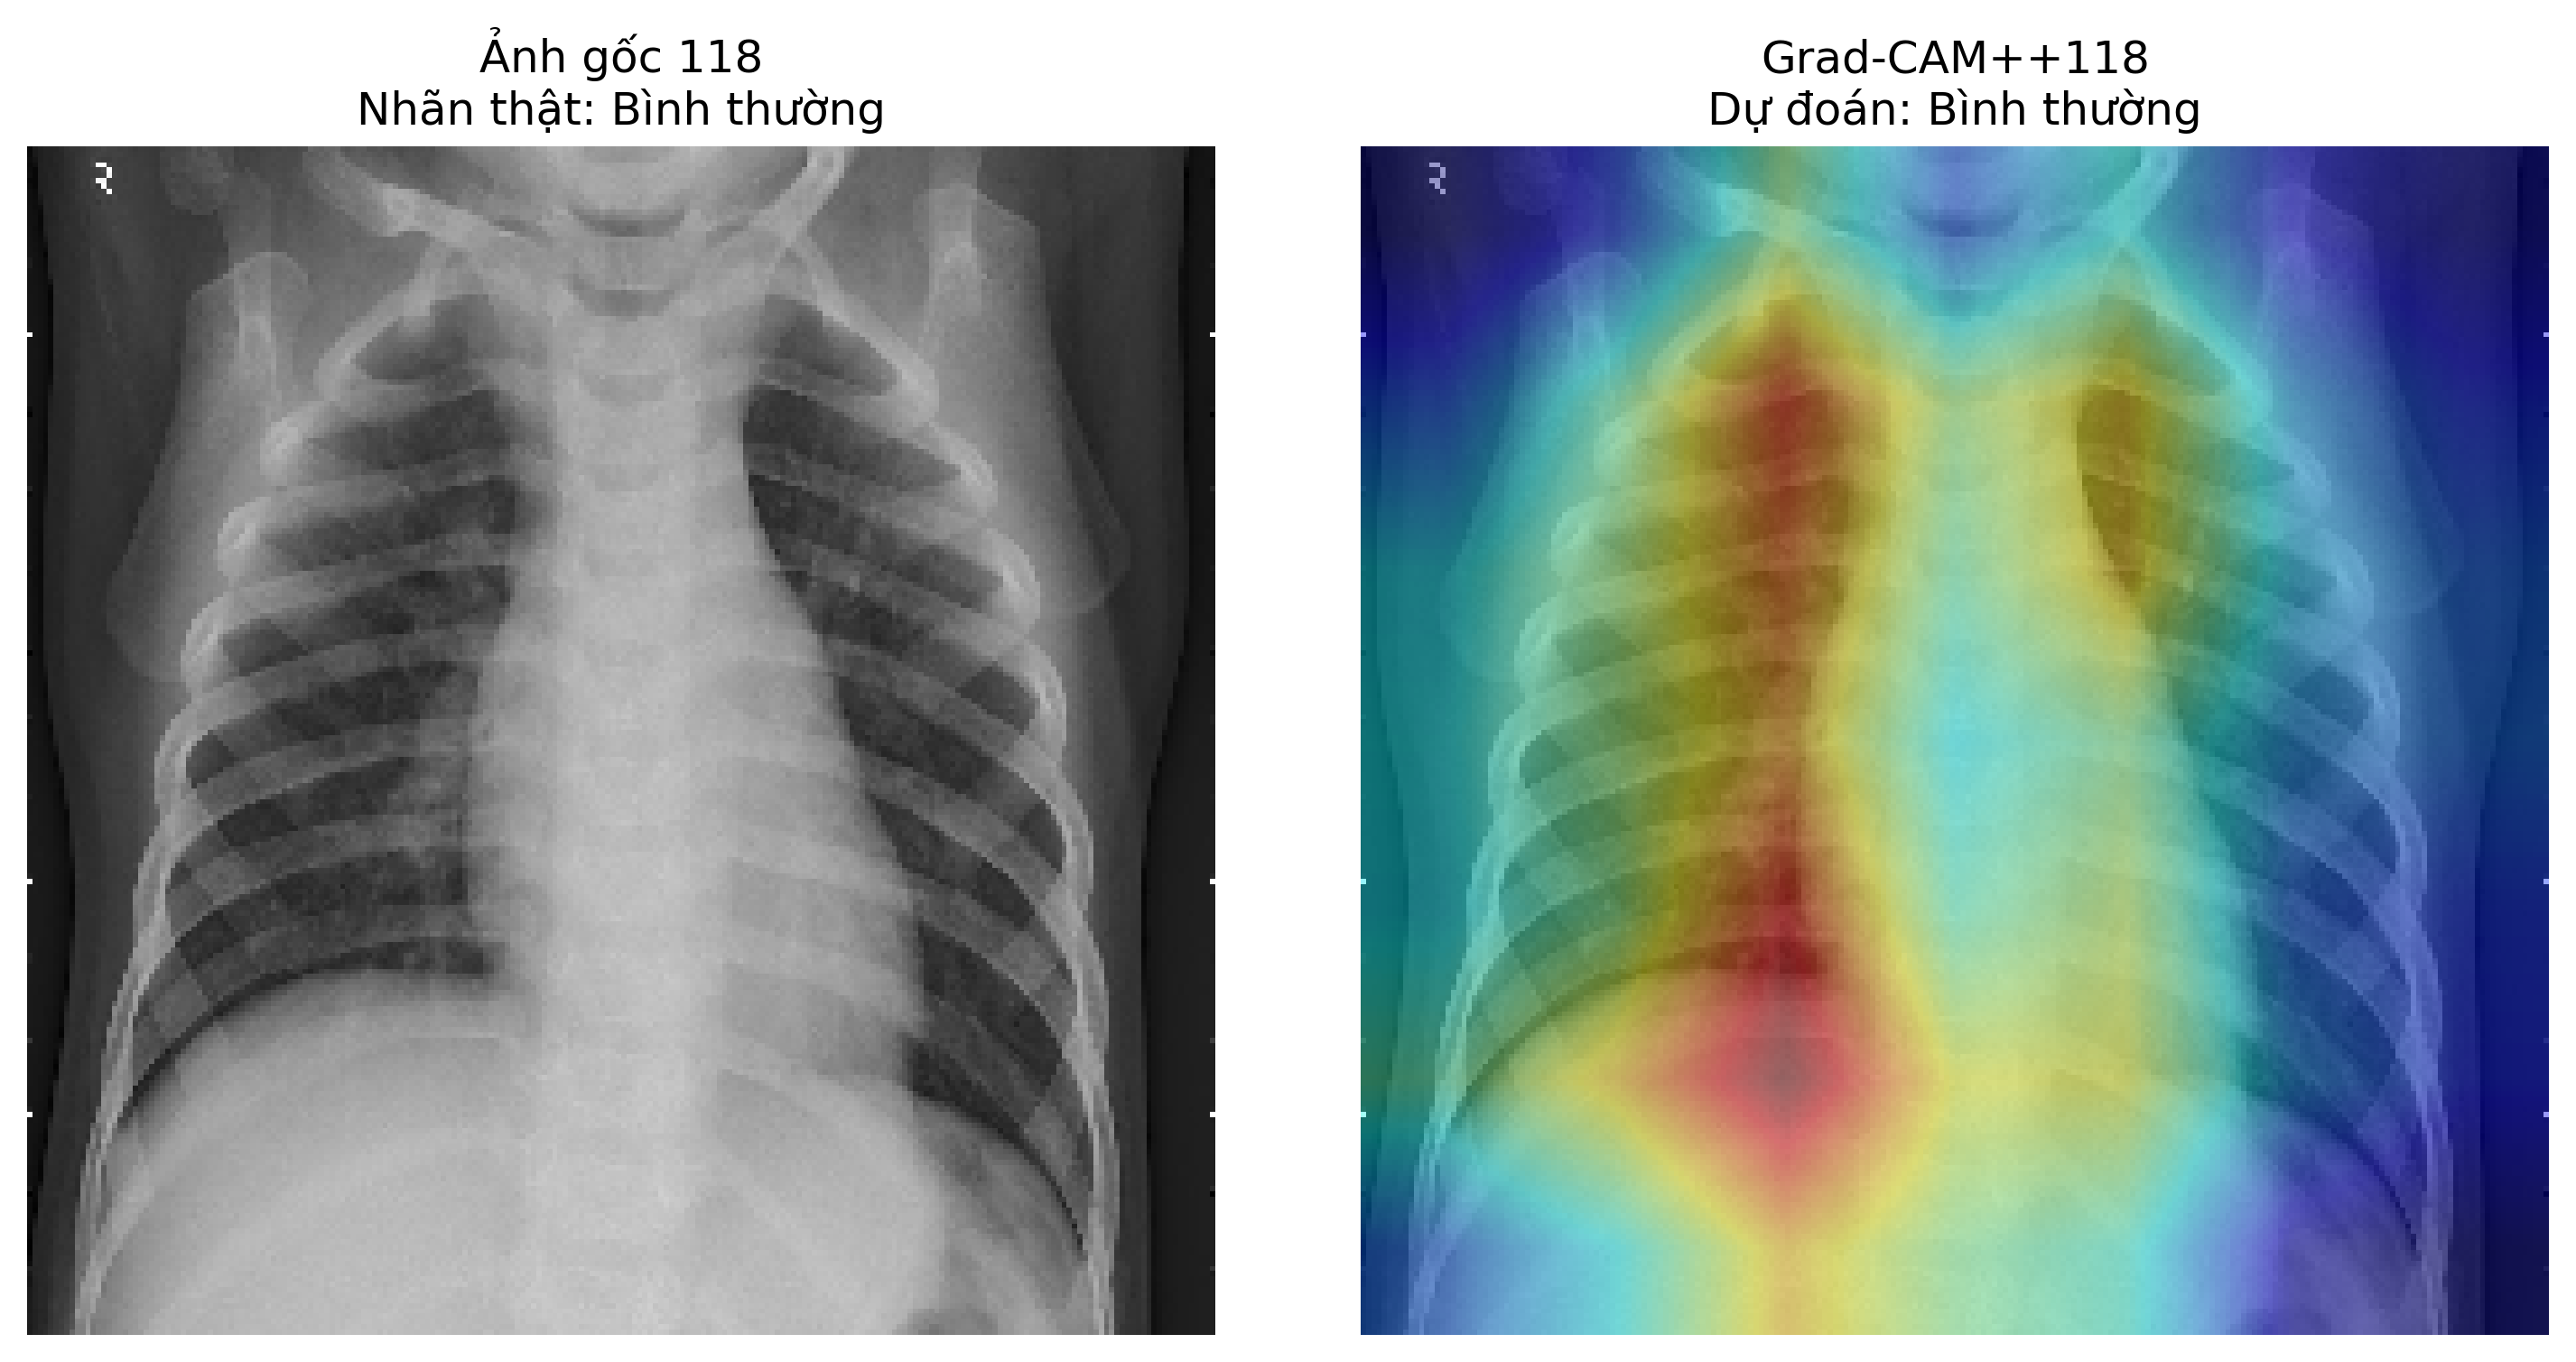 Ảnh gốc 118
Nhãn thật: Bình thường
Grad-CAM++118
Dự đoán: Bình thường